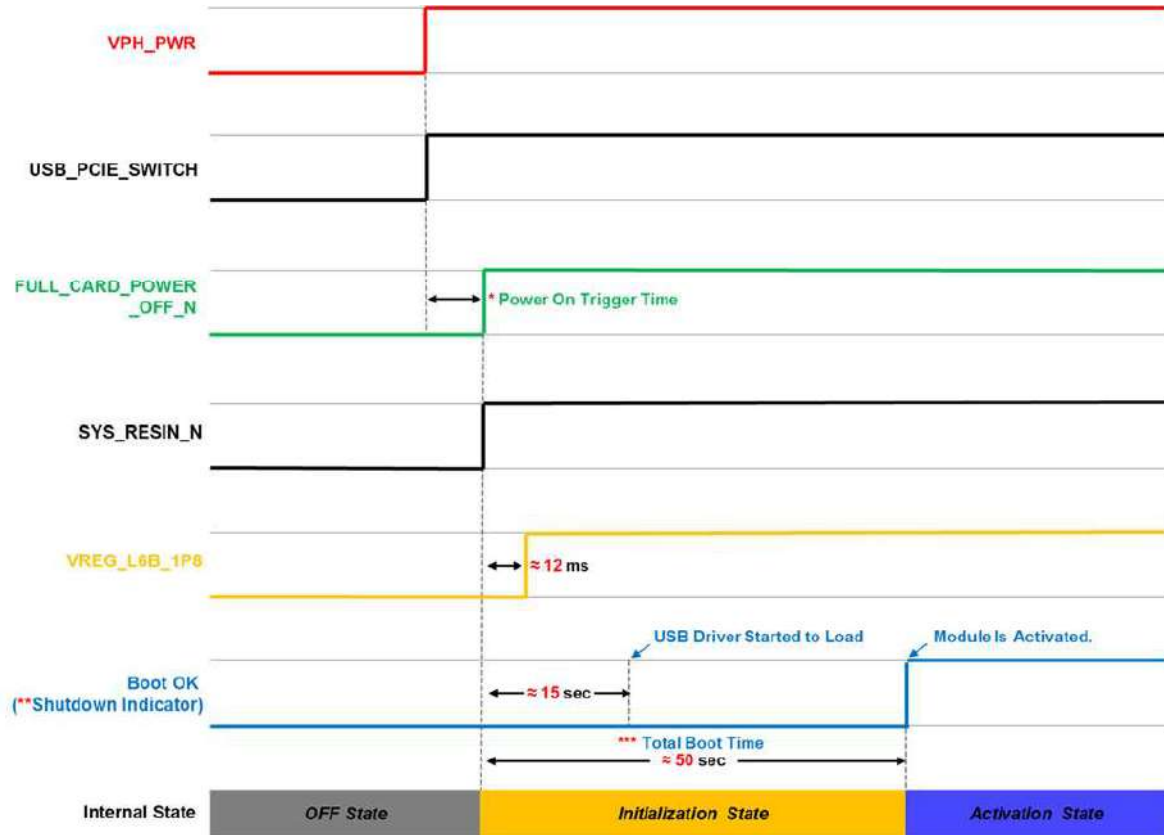 VPH_PWR
USB_PCIE_SWITCH
FULL_CARD_POWER
_OFF_N
* Power On Trigger Time
SYS_RESIN_N
VREG_L6B_1P8
≈ 12 ms
USB Driver Started to Load
Module Is Activated.
Boot OK
(**Shutdown Indicator)
≈ 15 sec
*** Total Boot Time
≈ 50 sec
Internal State
OFF State
Initialization State
Activation State